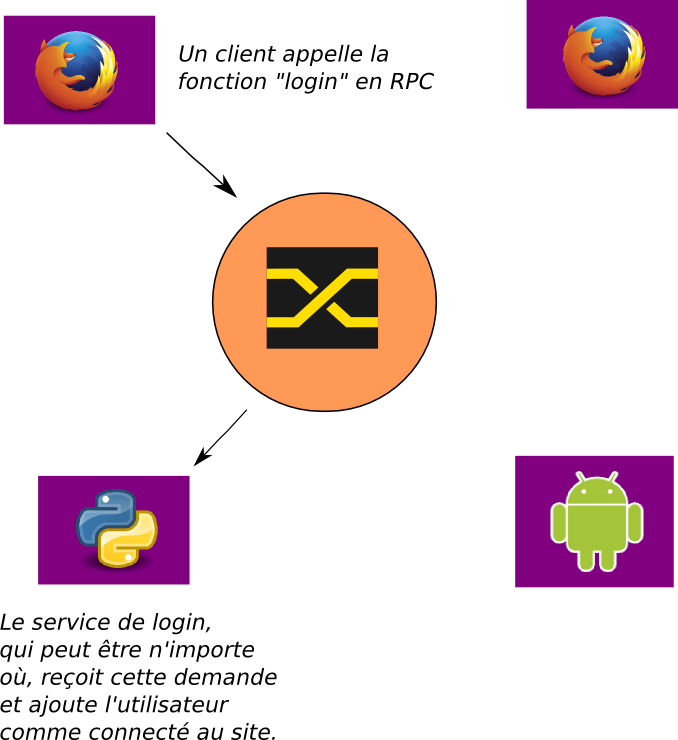 Un client appelle la
fonction "login" en RPC
Le service de login,
qui peut être n'importe
où, reçoit cette demande
et ajoute l'utilisateur
comme connecté au site.